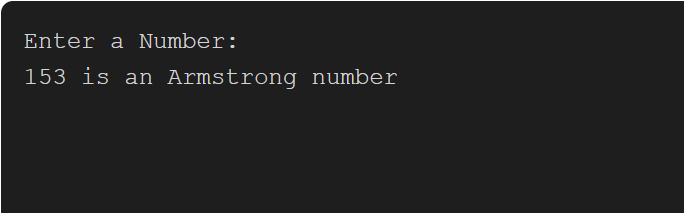 Enter a Number:
153 is an Armstrong number